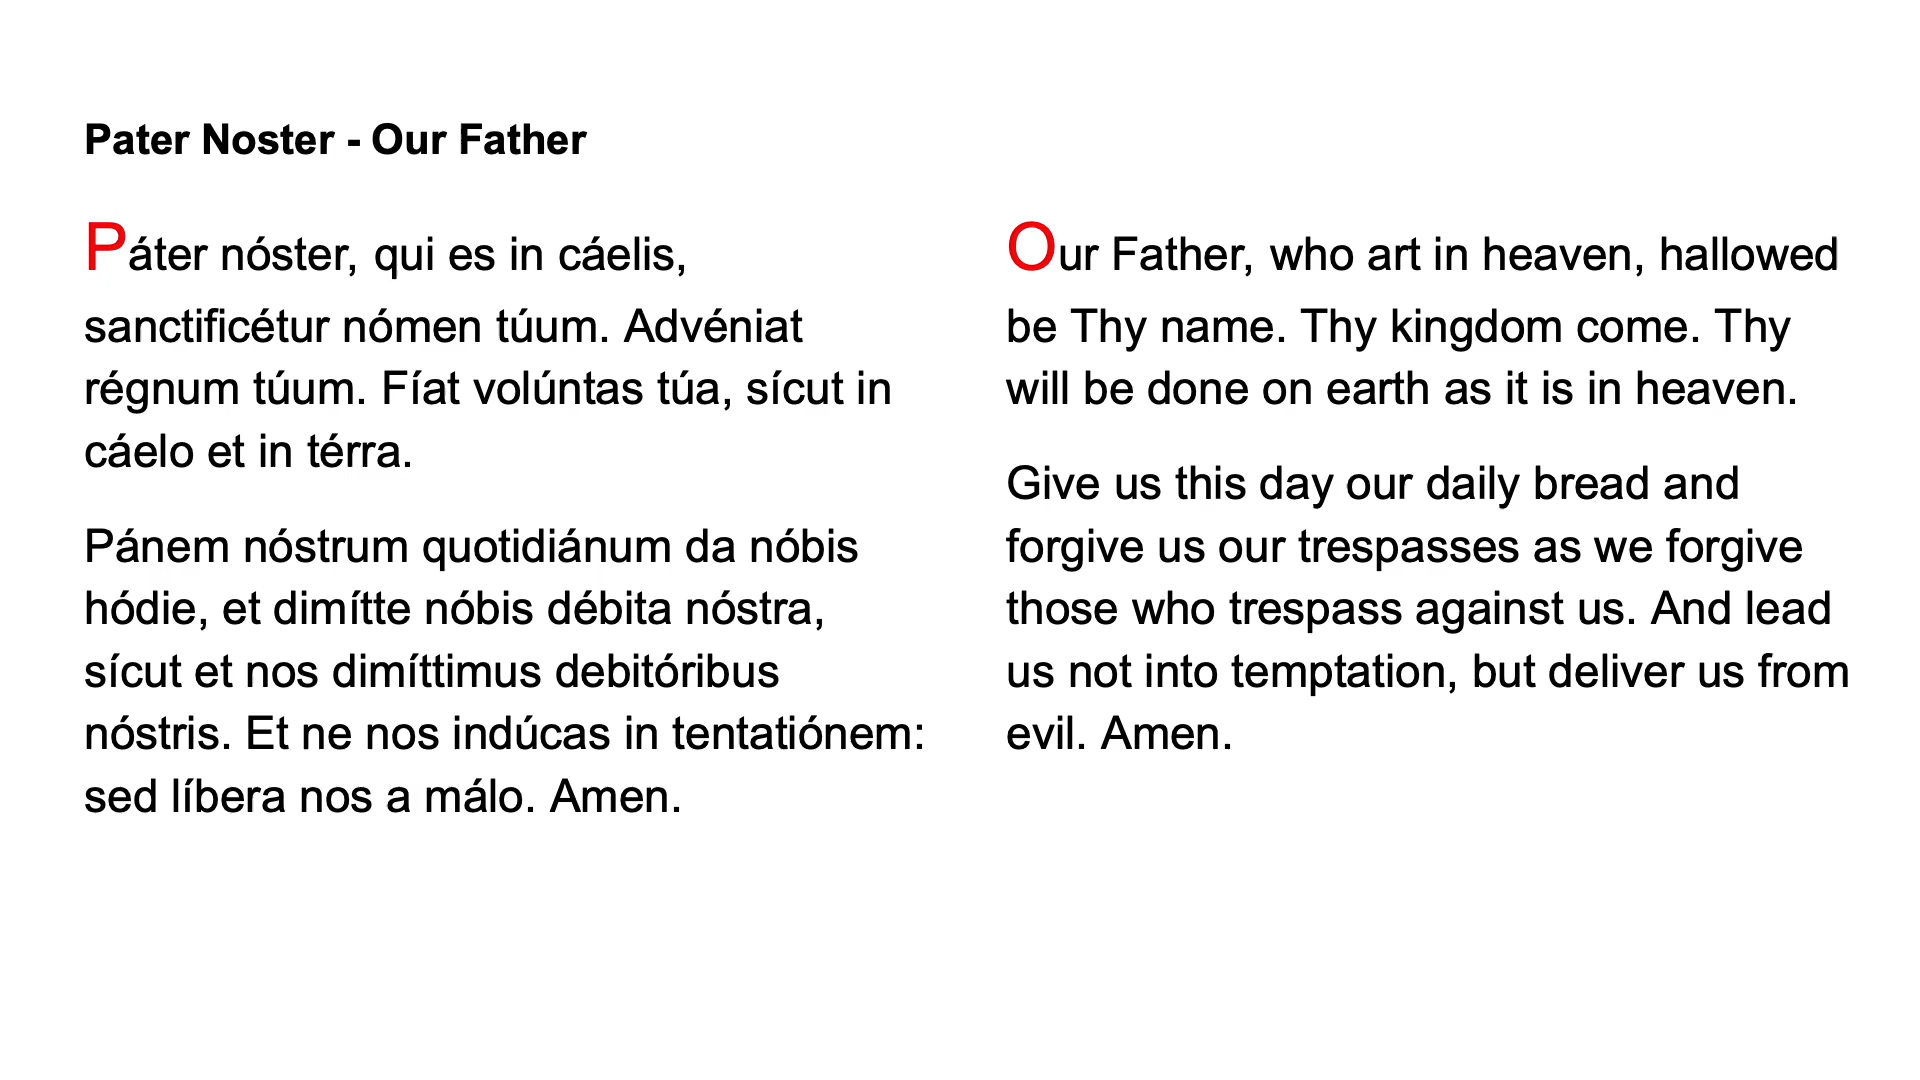 Pater Noster - Our Father
Páter nóster, qui es in cáelis,
sanctificétur nómen túum. Advéniat
régnum túum. Fíat volúntas túa, sícut in
cáelo et in térra.
Pánem nóstrum quotidiánum da nóbis
hódie, et dimítte nóbis débita nóstra,
sícut et nos dimíttimus debitóribus
nóstris. Et ne nos indúcas in tentatiónem:
sed líbera nos a málo. Amen.
Our Father, who art in heaven, hallowed
be Thy name. Thy kingdom come. Thy
will be done on earth as it is in heaven.
Give us this day our daily bread and
forgive us our trespasses as we forgive
those who trespass against us. And lead
us not into temptation, but deliver us from
evil. Amen.